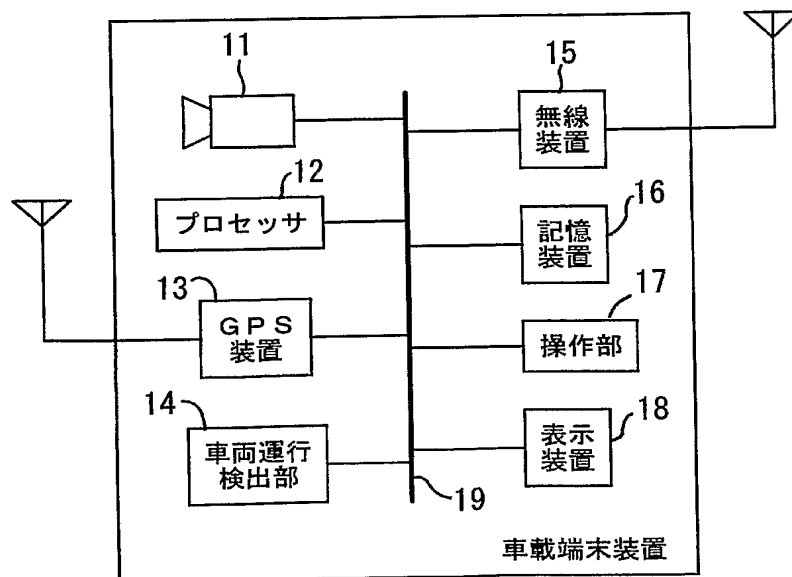 11
15
無線
装置
12
プロセッサ
16
記憶
装置
13
GPS
装置
17
操作部
14
車両運行
検出部
18
表示
装置
19
車載端末装置